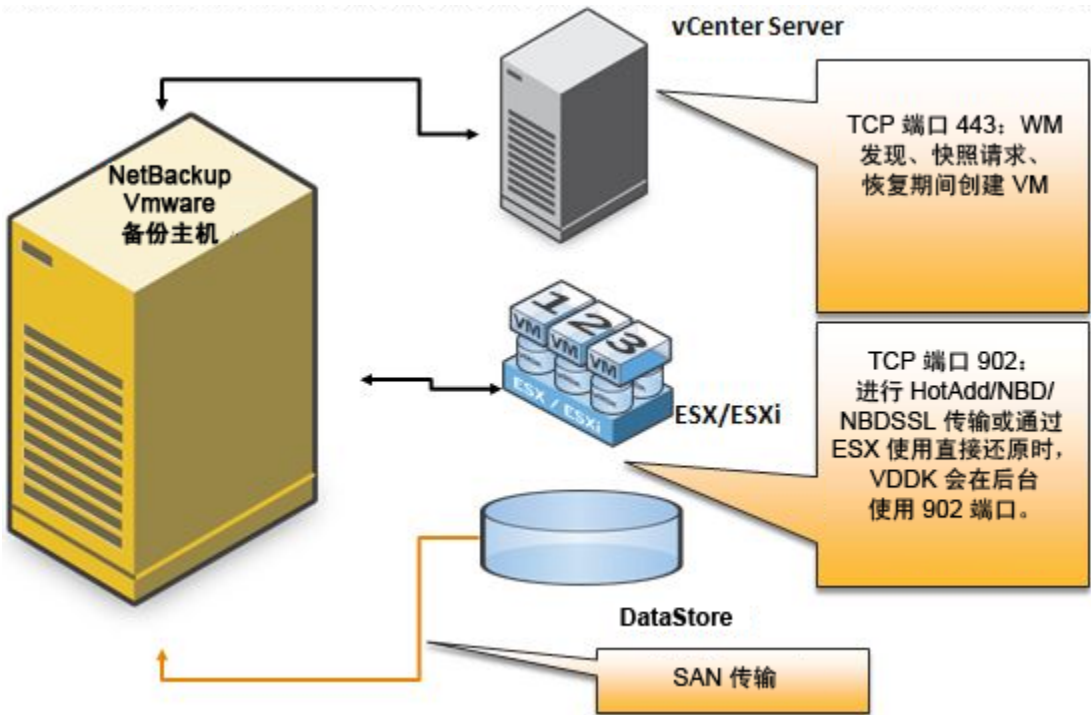 vCenter Server
TCP 端口 443：WM
发现、快照请求、
恢复期间创建 VM
NetBackup
Vmware
备份主机
1 2 3
VM VM VM
ESX / ESXi
ESX/ESXi
TCP 端口 902：
进行 HotAdd/NBD/
NBDSSL 传输或通过
ESX 使用直接还原时，
VDDK 会在后台
使用 902 端口。
DataStore
SAN 传输